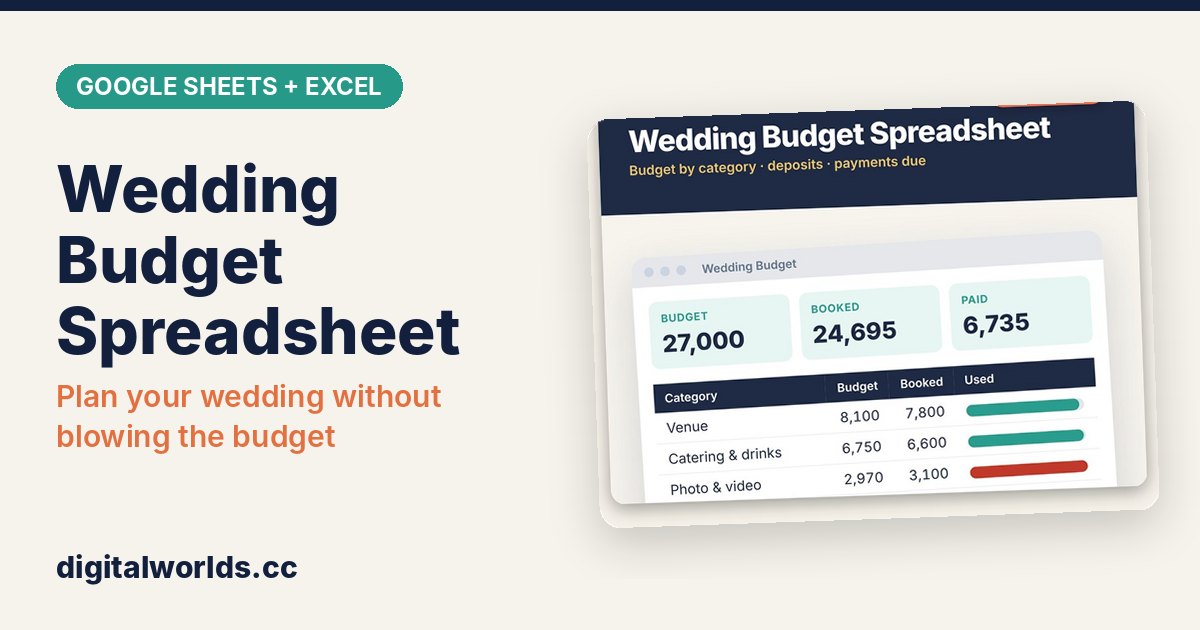 GOOGLE SHEETS + EXCEL
Wedding
Budget
Spreadsheet
Plan your wedding without
blowing the budget
digitalworlds.cc
Wedding Budget Spreadsheet
Budget by category · deposits · payments due
Wedding Budget
BUDGET
27,000
BOOKED
24,695
PAID
6,735
Category Budget Booked Used
Venue 8,100 7,800
Catering & drinks 6,750 6,600
Photo & video 2,970 3,100